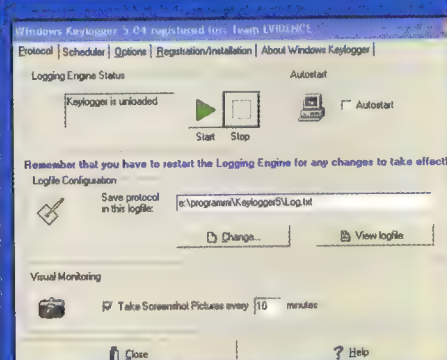 Windows Keylogger 5.04 registered for: Team EVIDENCE
Protocol Scheduler Options Registration/Installation About Windows Keylogger
Logging Engine Status
Autostart
Keylogger is unloaded
Autostart
Start Stop
Remember that you have to restart the Logging Engine for any changes to take effect!
Logfile Configuration
Save protocol
in this logfile:
e:\programmi\Keylogger5\Log.txt
Change...
View logfile
Visual Monitoring
Take Screenshot Pictures every 10 minutes
Close
Help